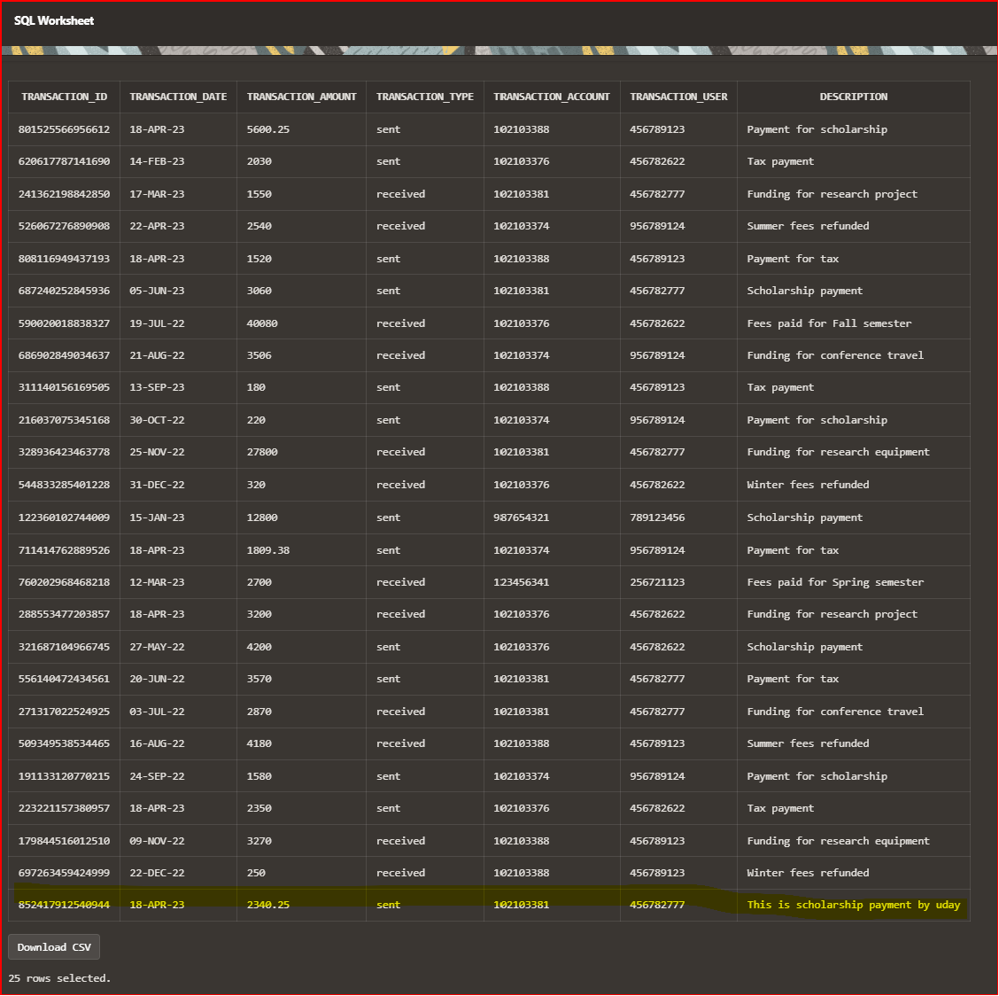 SQL Worksheet
TRANSACTION_ID TRANSACTION_DATE TRANSACTION_AMOUNT TRANSACTION_TYPE TRANSACTION_ACCOUNT TRANSACTION_USER DESCRIPTION
801525566956612 18-APR-23 5600.25 sent 102103388 456789123 Payment for scholarship
620617787141690 14-FEB-23 2030 sent 102103376 456782622 Tax payment
241362198842850 17-MAR-23 1550 received 102103381 456782777 Funding for research project
526067276890908 22-APR-23 2540 received 102103374 956789124 Summer fees refunded
808116949437193 18-APR-23 1520 sent 102103388 456789123 Payment for tax
687240252845936 05-JUN-23 3060 sent 102103381 456782777 Scholarship payment
590020018838327 19-JUL-22 40080 received 102103376 456782622 Fees paid for Fall semester
686902849034637 21-AUG-22 3506 received 102103374 956789124 Funding for conference travel
311140156169505 13-SEP-23 180 sent 102103388 456789123 Tax payment
216037075345168 30-OCT-22 220 sent 102103374 956789124 Payment for scholarship
328936423463778 25-NOV-22 27800 received 102103381 456782777 Funding for research equipment
544833285401228 31-DEC-22 320 received 102103376 456782622 Winter fees refunded
122360102744009 15-JAN-23 12800 sent 987654321 789123456 Scholarship payment
711414762889526 18-APR-23 1809.38 sent 102103374 956789124 Payment for tax
760202968468218 12-MAR-23 2700 received 123456341 256721123 Fees paid for Spring semester
288553477203857 18-APR-23 3200 received 102103376 456782622 Funding for research project
321687104966745 27-MAY-22 4200 sent 102103376 456782622 Scholarship payment
556140472434561 20-JUN-22 3570 sent 102103381 456782777 Payment for tax
271317022524925 03-JUL-22 2870 received 102103381 456782777 Funding for conference travel
509349538534465 16-AUG-22 4180 received 102103388 456789123 Summer fees refunded
191133120770215 24-SEP-22 1580 sent 102103374 956789124 Payment for scholarship
223221157380957 18-APR-23 2350 sent 102103376 456782622 Tax payment
179844516012510 09-NOV-22 3270 received 102103388 456789123 Funding for research equipment
697263459424999 22-DEC-22 250 received 102103388 456789123 Winter fees refunded
852417912540944 18-APR-23 2340.25 sent 102103381 456782777 This is scholarship payment by uday
Download CSV
25 rows selected.